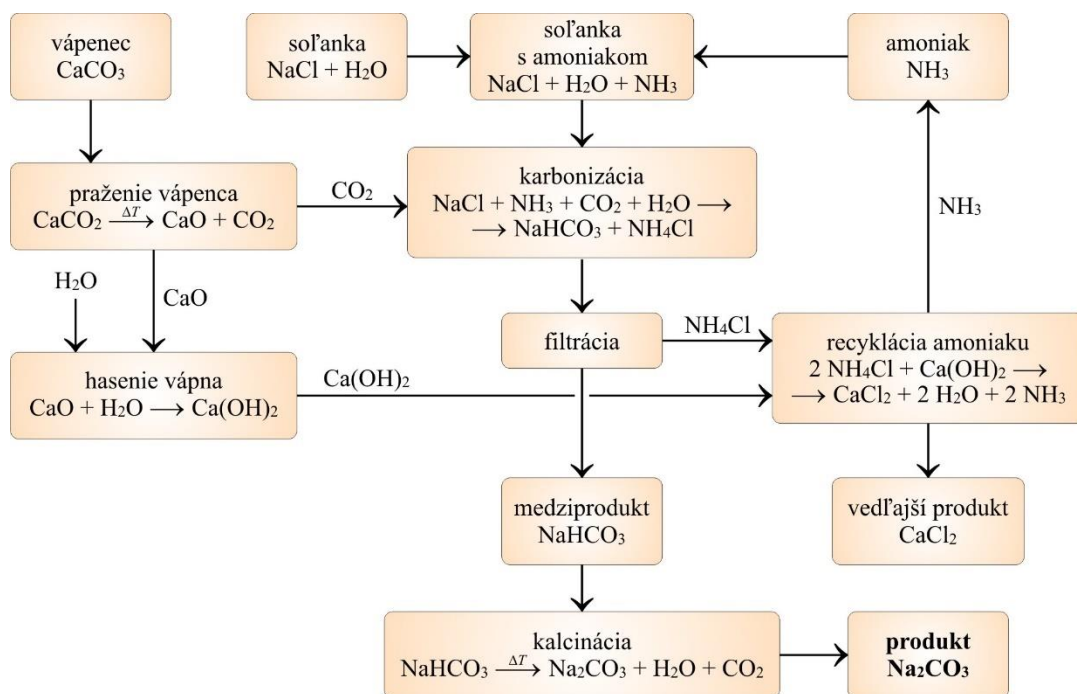 vápenec
CaCO₃
soľanka
NaCl + H₂O
soľanka
s amoniakom
NaCl + H₂O + NH₃
amoniak
NH₃
praženie vápenca
CaCO₂ —ΔT→ CaO + CO₂
CO₂
karbonizácia
NaCl + NH₃ + CO₂ + H₂O →
→ NaHCO₃ + NH₄Cl
NH₃
H₂O
CaO
filtrácia
NH₄Cl
recyklácia amoniaku
2 NH₄Cl + Ca(OH)₂ →
→ CaCl₂ + 2 H₂O + 2 NH₃
hasenie vápna
CaO + H₂O → Ca(OH)₂
Ca(OH)₂
medziprodukt
NaHCO₃
vedľajší produkt
CaCl₂
kalcinácia
NaHCO₃ —ΔT→ Na₂CO₃ + H₂O + CO₂
produkt
Na₂CO₃